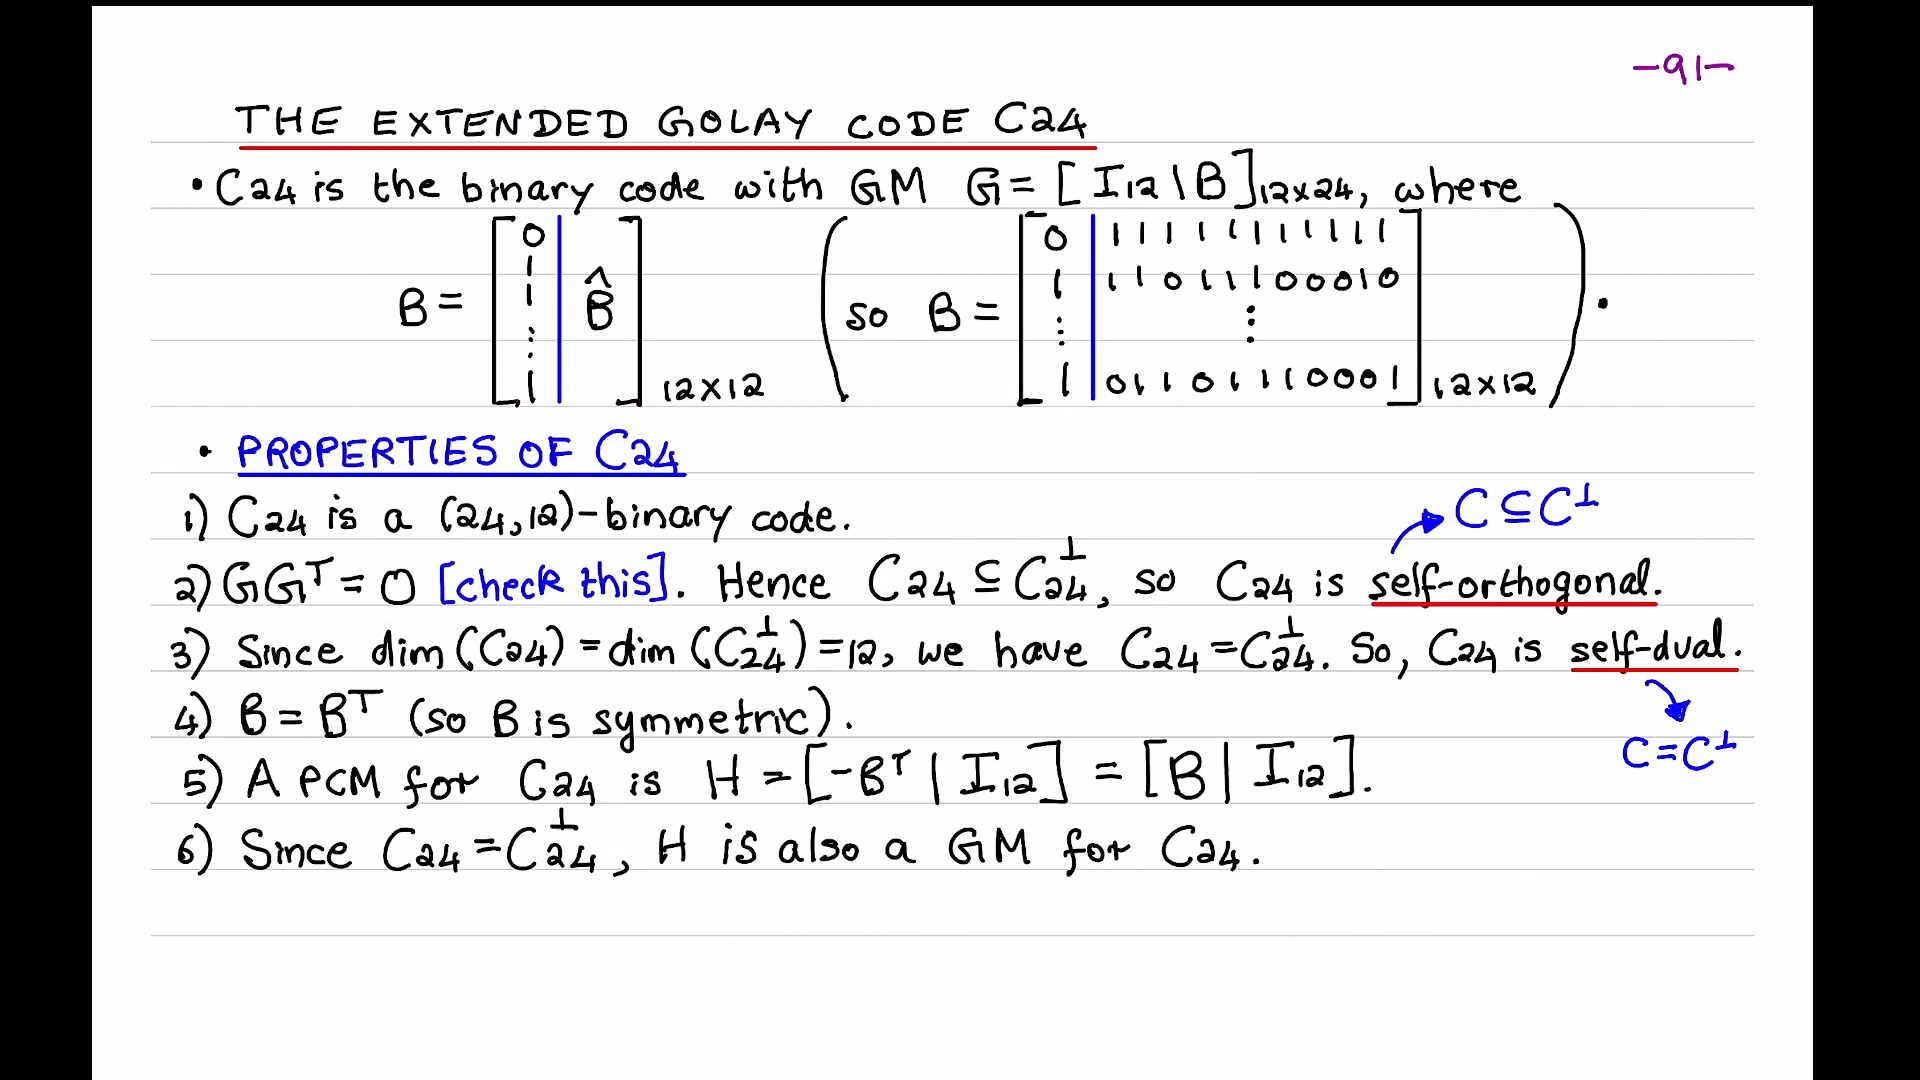 -91-
THE EXTENDED GOLAY CODE C24
• C24 is the binary code with GM G = [I12 | B]12x24, where
B = [0 1 1 ⋮ 1 | B̂]12x12 (so B = [0 | 1 1 1 1 1 1 1 1 1 1 1
1 | 1 1 0 1 1 1 0 0 0 1 0
⋮ ⋮
1 | 0 1 1 0 1 1 1 0 0 0 1]12x12).
• PROPERTIES OF C24
1) C24 is a (24,12)-binary code.
C ⊆ C⊥
2) GGᵀ = 0 [check this]. Hence C24 ⊆ C24⊥, so C24 is self-orthogonal.
3) Since dim(C24) = dim(C24⊥) = 12, we have C24 = C24⊥. So, C24 is self-dual.
4) B = Bᵀ (so B is symmetric).
C = C⊥
5) A PCM for C24 is H = [-Bᵀ | I12] = [B | I12].
6) Since C24 = C24⊥, H is also a GM for C24.